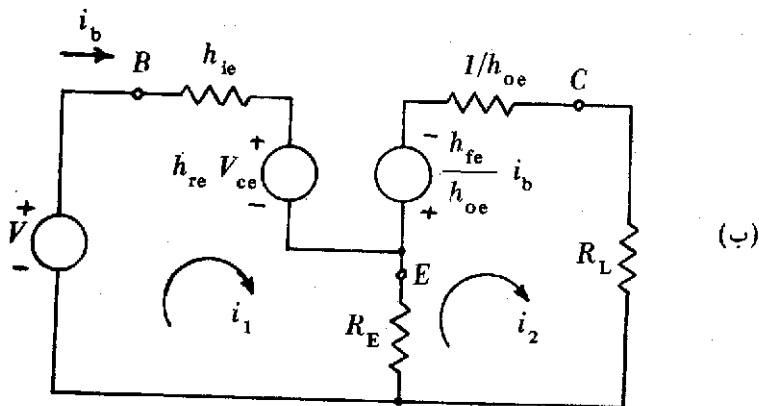 i_b
B
h_ie
1/h_oe
C
+
h_re V_ce
-
-
h_fe
h_oe
i_b
+
+
V
-
E
R_L
(ب)
i_1
R_E
i_2